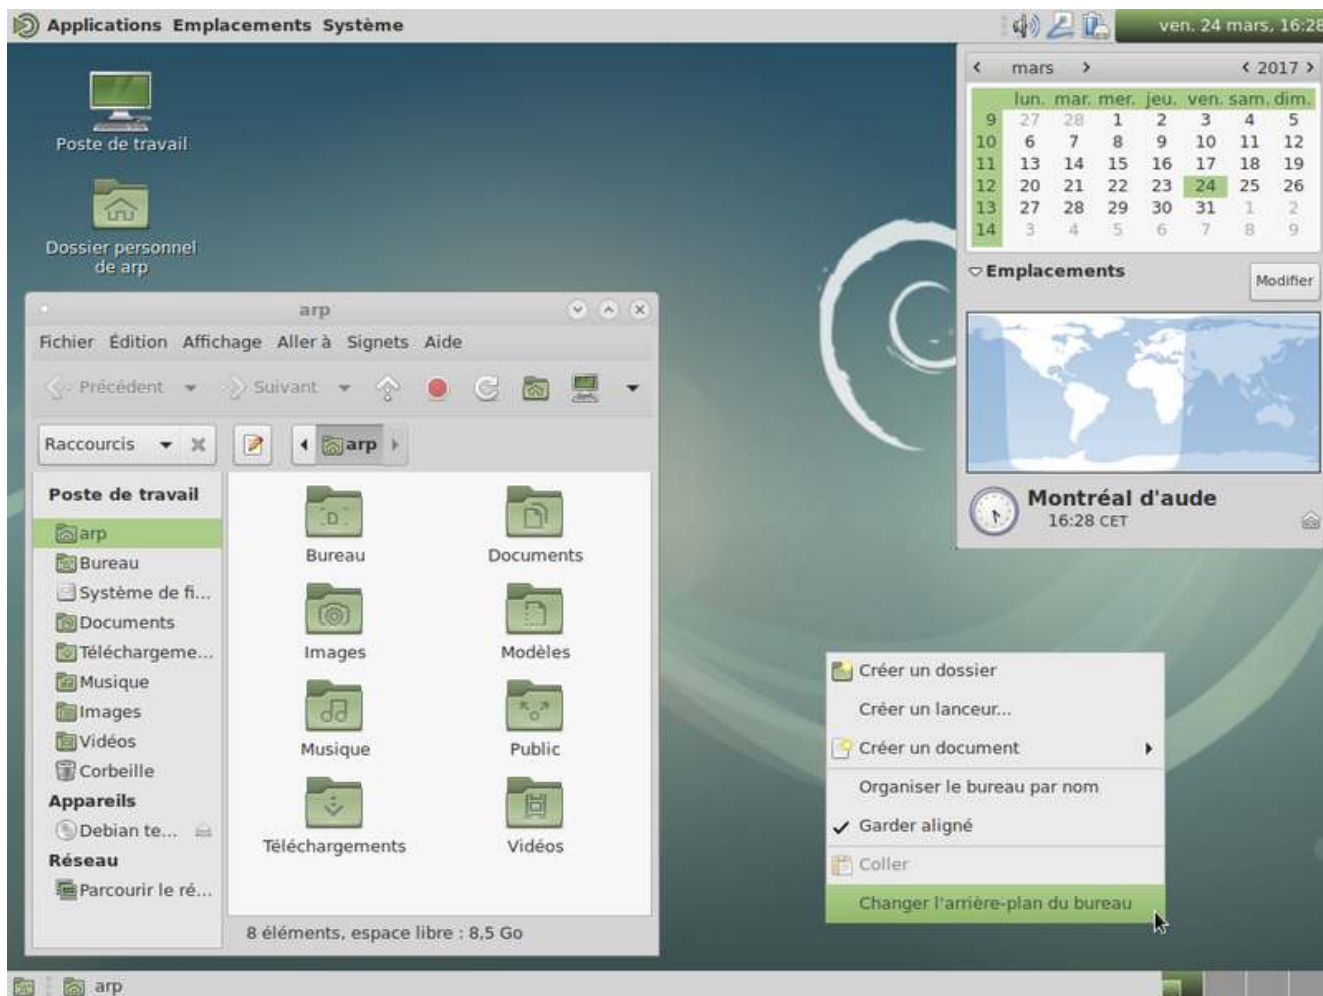 Applications Emplacements Système
ven. 24 mars, 16:28
Poste de travail
Dossier personnel
de arp
mars 2017
lun. mar. mer. jeu. ven. sam. dim.
9 27 28 1 2 3 4 5
10 6 7 8 9 10 11 12
11 13 14 15 16 17 18 19
12 20 21 22 23 24 25 26
13 27 28 29 30 31 1 2
14 3 4 5 6 7 8 9
Emplacements
Modifier
Montréal d'aude
16:28 CET
arp
Fichier Édition Affichage Aller à Signets Aide
Précédent Suivant
Raccourcis arp
Poste de travail
arp
Bureau
Système de fi...
Documents
Téléchargeme...
Musique
Images
Vidéos
Corbeille
Appareils
Debian te...
Réseau
Parcourir le ré...
Bureau Documents
Images Modèles
Musique Public
Téléchargements Vidéos
8 éléments, espace libre : 8,5 Go
Créer un dossier
Créer un lanceur...
Créer un document
Organiser le bureau par nom
Garder aligné
Coller
Changer l'arrière-plan du bureau
arp